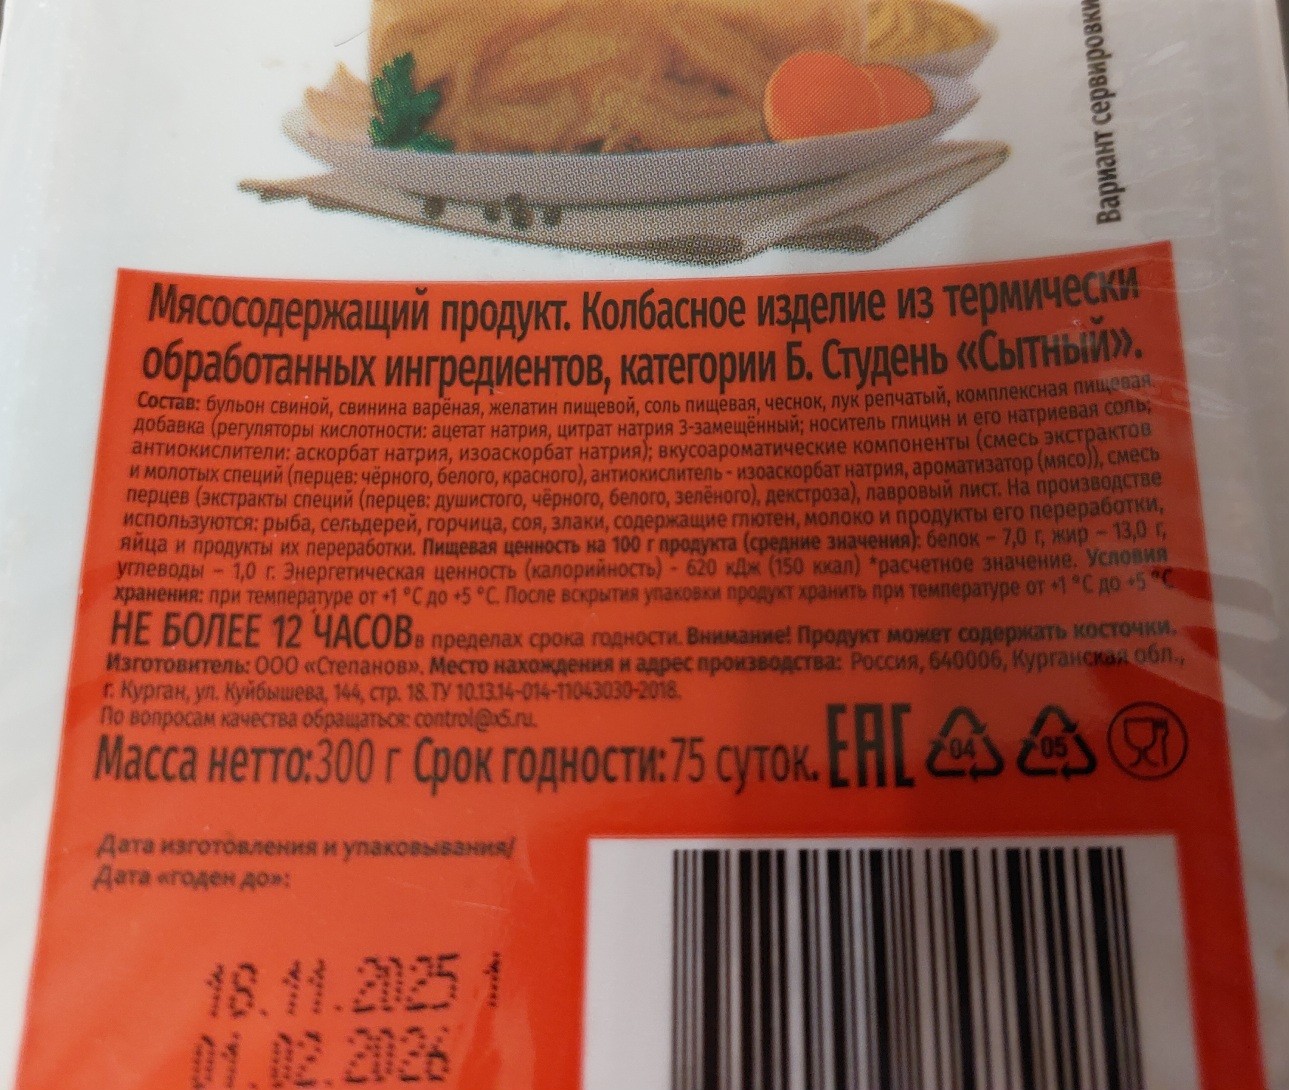 Вариант сервировки
Мясосодержащий продукт. Колбасное изделие из термически
обработанных ингредиентов, категории Б. Студень «Сытный».
Состав: бульон свиной, свинина варёная, желатин пищевой, соль пищевая, чеснок, лук репчатый, комплексная пищевая
добавка (регуляторы кислотности: ацетат натрия, цитрат натрия 3-замещённый; носитель глицин и его натриевая соль;
антиокислители: аскорбат натрия, изоаскорбат натрия); вкусоароматические компоненты (смесь экстрактов
и молотых специй (перцев: чёрного, белого, красного), антиокислитель - изоаскорбат натрия, ароматизатор (мясо)), смесь
перцев (экстракты специй (перцев: душистого, чёрного, белого, зелёного), декстроза), лавровый лист. На производстве
используются: рыба, сельдерей, горчица, соя, злаки, содержащие глютен, молоко и продукты его переработки,
яйца и продукты их переработки. Пищевая ценность на 100 г продукта (средние значения): белок – 7,0 г, жир – 13,0 г,
углеводы – 1,0 г. Энергетическая ценность (калорийность) - 620 кДж (150 ккал) *расчетное значение. Условия
хранения: при температуре от +1 °С до +5 °С. После вскрытия упаковки продукт хранить при температуре от +1 °С до +5 °С
НЕ БОЛЕЕ 12 ЧАСОВ в пределах срока годности. Внимание! Продукт может содержать косточки.
Изготовитель: ООО «Степанов». Место нахождения и адрес производства: Россия, 640006, Курганская обл.,
г. Курган, ул. Куйбышева, 144, стр. 18. ТУ 10.13.14-014-11043030-2018.
По вопросам качества обращаться: control@x5.ru.
Масса нетто: 300 г Срок годности: 75 суток. ЕАС 04 05
Дата изготовления и упаковывания/
Дата «годен до»:
19.11.2025 1